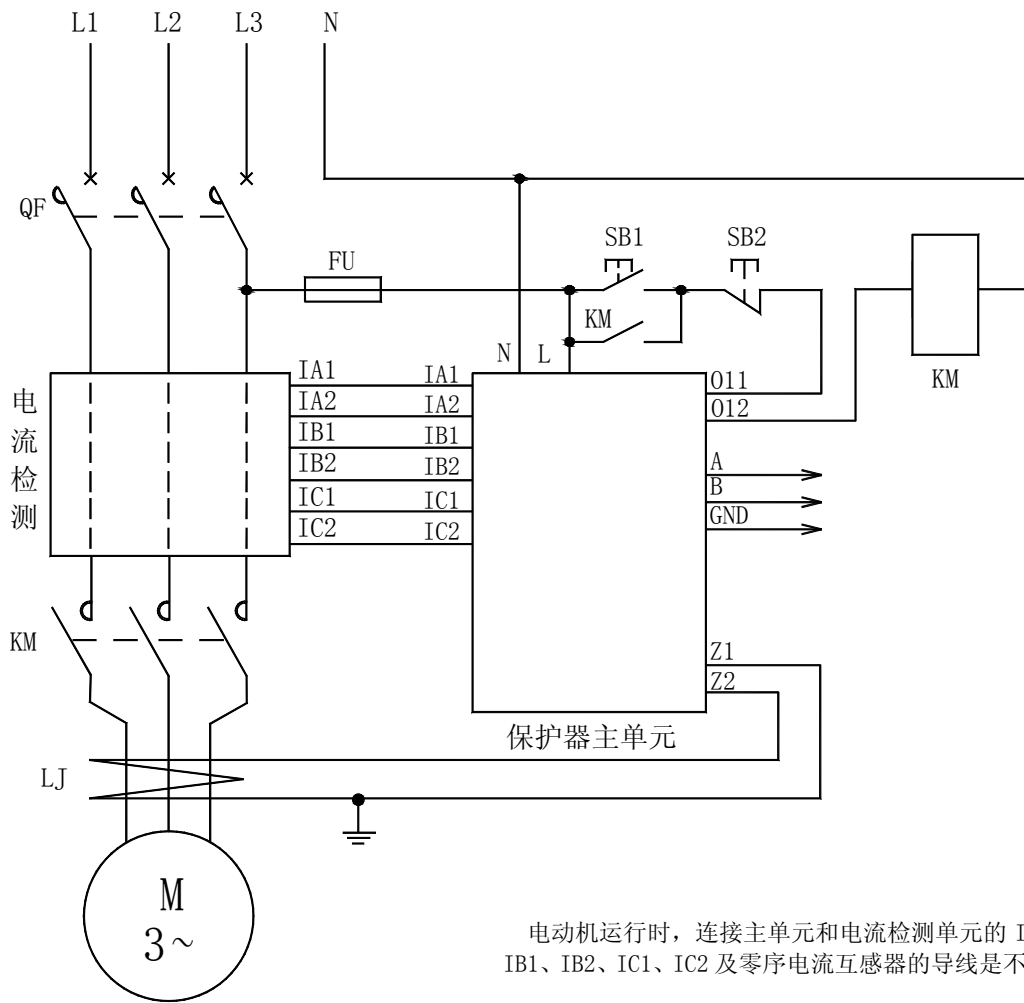 L1 L2 L3 N
QF
SB1 SB2
FU
KM
N L
KM
IA1 IA1 011
IA2 IA2 012
IB1 IB1
IB2 IB2 A
IC1 IC1 B
IC2 IC2 GND
电流检测
KM
Z1
Z2
保护器主单元
LJ
M
3~
电动机运行时，连接主单元和电流检测单元的 I
IB1、IB2、IC1、IC2 及零序电流互感器的导线是不